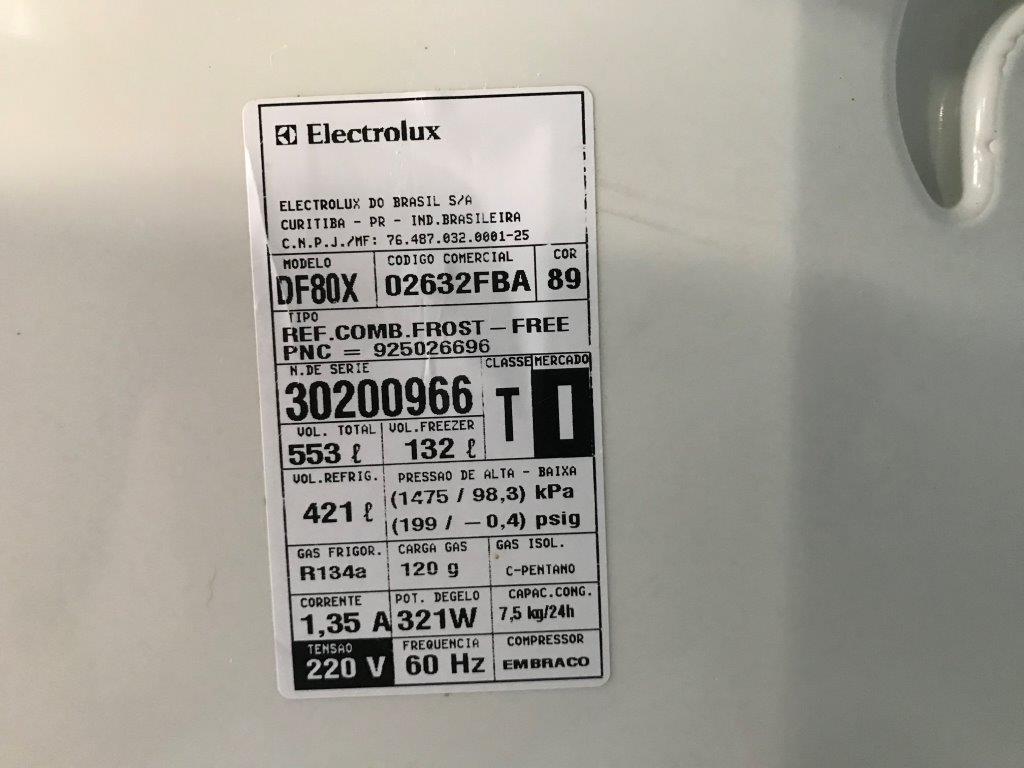 Electrolux
ELECTROLUX DO BRASIL S/A
CURITIBA - PR - IND.BRASILEIRA
C.N.P.J./MF: 76.487.032.0001-25
MODELO CODIGO COMERCIAL COR
DF80X 02632FBA 89
TIPO
REF.COMB.FROST – FREE
PNC = 925026696
N.DE SERIE CLASSE MERCADO
30200966 T I
VOL. TOTAL VOL.FREEZER
553 ℓ 132 ℓ
VOL.REFRIG. PRESSAO DE ALTA - BAIXA
421 ℓ (1475 / 98,3) kPa
(199 / – 0,4) psig
GAS FRIGOR. CARGA GAS GAS ISOL.
R134a 120 g C-PENTANO
CORRENTE POT. DEGELO CAPAC.CONG.
1,35 A 321W 7,5 kg/24h
TENSAO FREQUENCIA COMPRESSOR
220 V 60 Hz EMBRACO